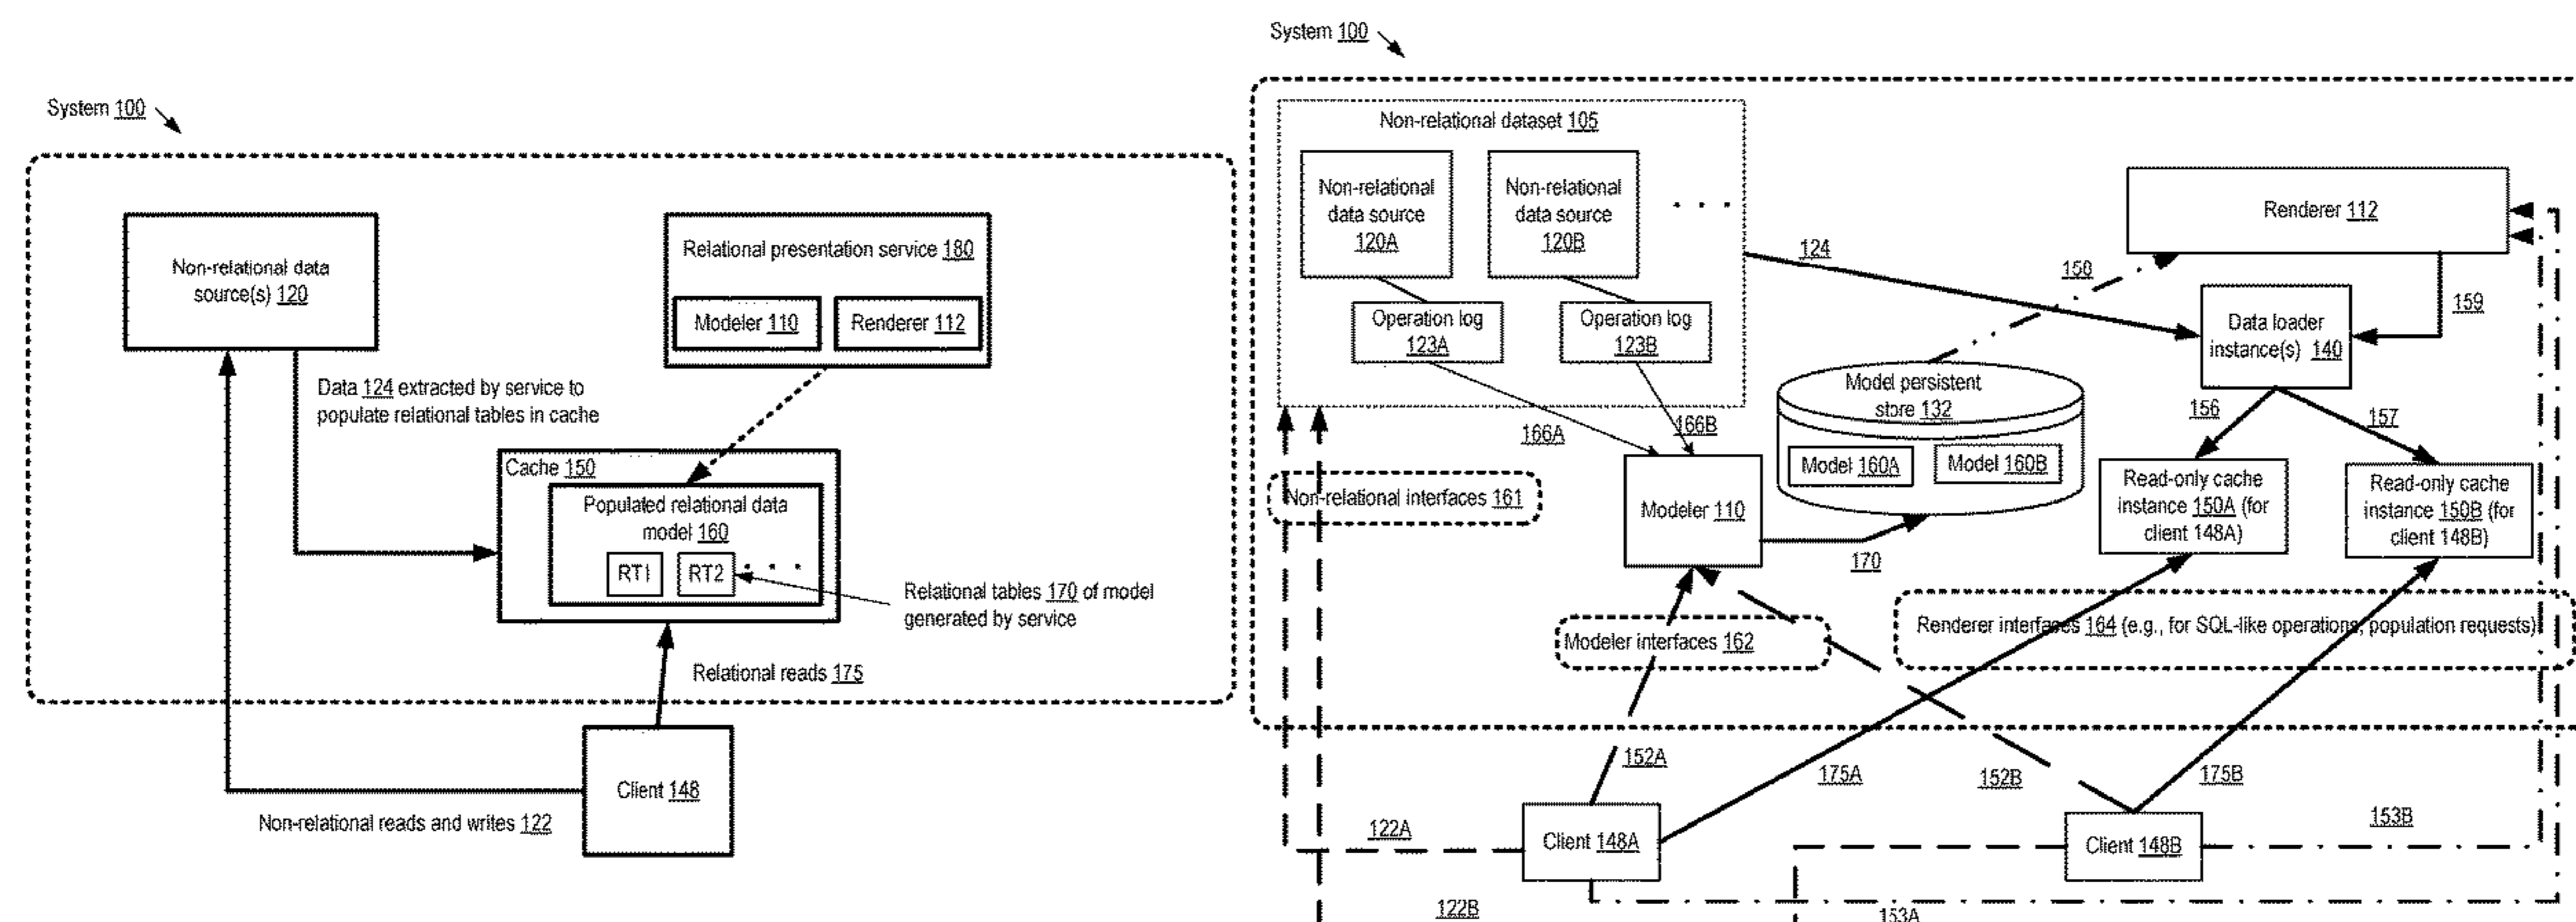 System 100
Non-relational data
source(s) 120
Relational presentation service 180
Modeler 110
Renderer 112
Data 124 extracted by service to
populate relational tables in cache
Cache 150
Populated relational data
model 160
RT1
RT2
. . .
Relational tables 170 of model
generated by service
Relational reads 175
Client 148
Non-relational reads and writes 122
System 100
Non-relational dataset 105
Non-relational
data source
120A
Non-relational
data source
120B
. . . .
Operation log
123A
Operation log
123B
124
Renderer 112
158
159
Data loader
instance(s) 140
Model persistent
store 132
Model 160A
Model 160B
156
157
166A
166B
Non-relational interfaces 161
Modeler 110
170
Read-only cache
instance 150A (for
client 148A)
Read-only cache
instance 150B (for
client 148B)
Modeler interfaces 162
Renderer interfaces 164 (e.g., for SQL-like operations, population requests)
152A
175A
152B
175B
122A
Client 148A
Client 148B
153B
122B
153A